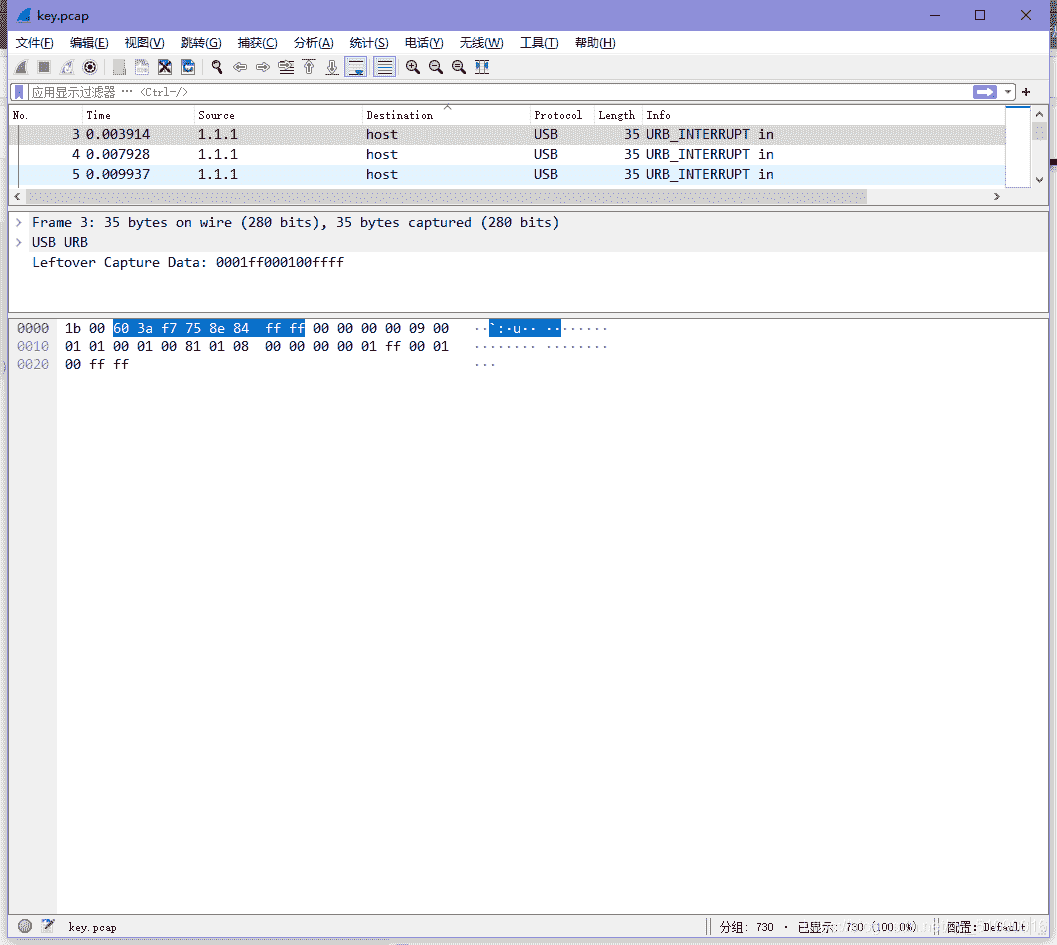 key.pcap
文件(F) 编辑(E) 视图(V) 跳转(G) 捕获(C) 分析(A) 统计(S) 电话(Y) 无线(W) 工具(T) 帮助(H)
应用显示过滤器 … <Ctrl-/>
No. Time Source Destination Protocol Length Info
3 0.003914 1.1.1 host USB 35 URB_INTERRUPT in
4 0.007928 1.1.1 host USB 35 URB_INTERRUPT in
5 0.009937 1.1.1 host USB 35 URB_INTERRUPT in
Frame 3: 35 bytes on wire (280 bits), 35 bytes captured (280 bits)
USB URB
Leftover Capture Data: 0001ff000100ffff
0000 1b 00 60 3a f7 75 8e 84 ff ff 00 00 00 00 09 00 ··`:·u·· ········
0010 01 01 00 01 00 81 01 08 00 00 00 00 01 ff 00 01 ········ ········
0020 00 ff ff ···
key.pcap 分组: 730 · 已显示: 730 (100.0%) 配置: Default